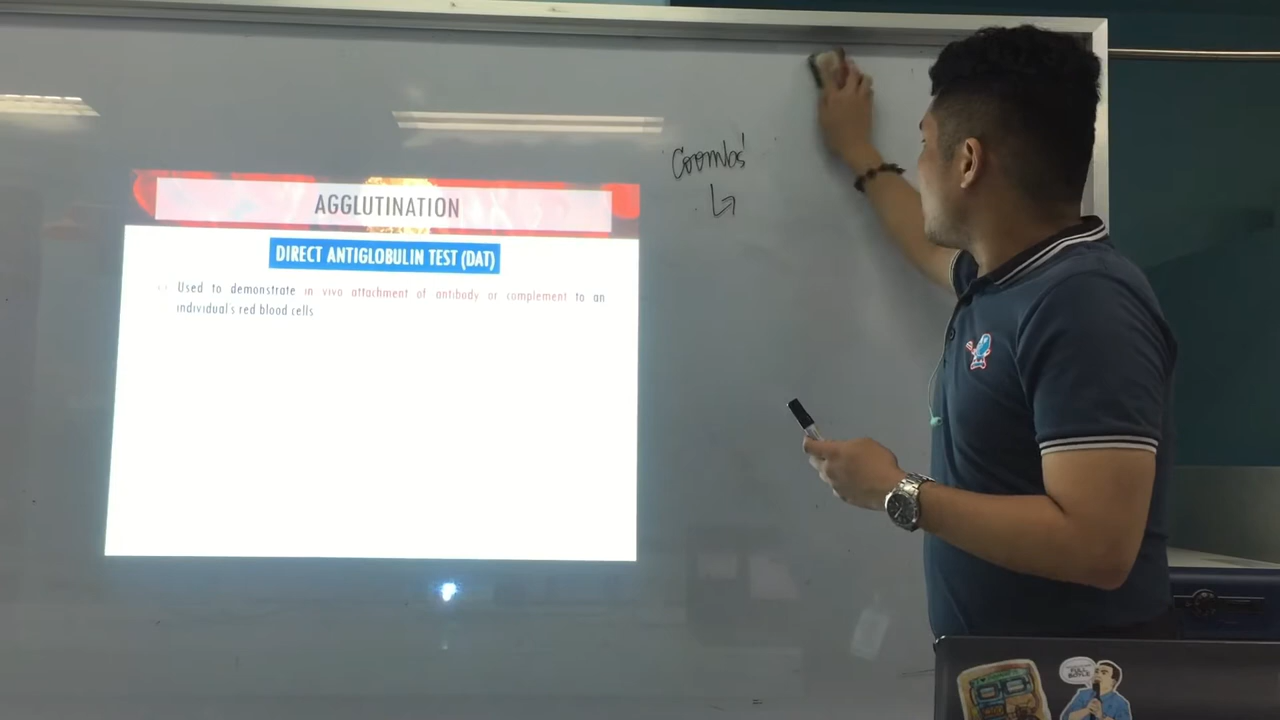 Coombs'
AGGLUTINATION
DIRECT ANTIGLOBULIN TEST (DAT)
Used to demonstrate in vivo attachment of antibody or complement to an
individual's red blood cells